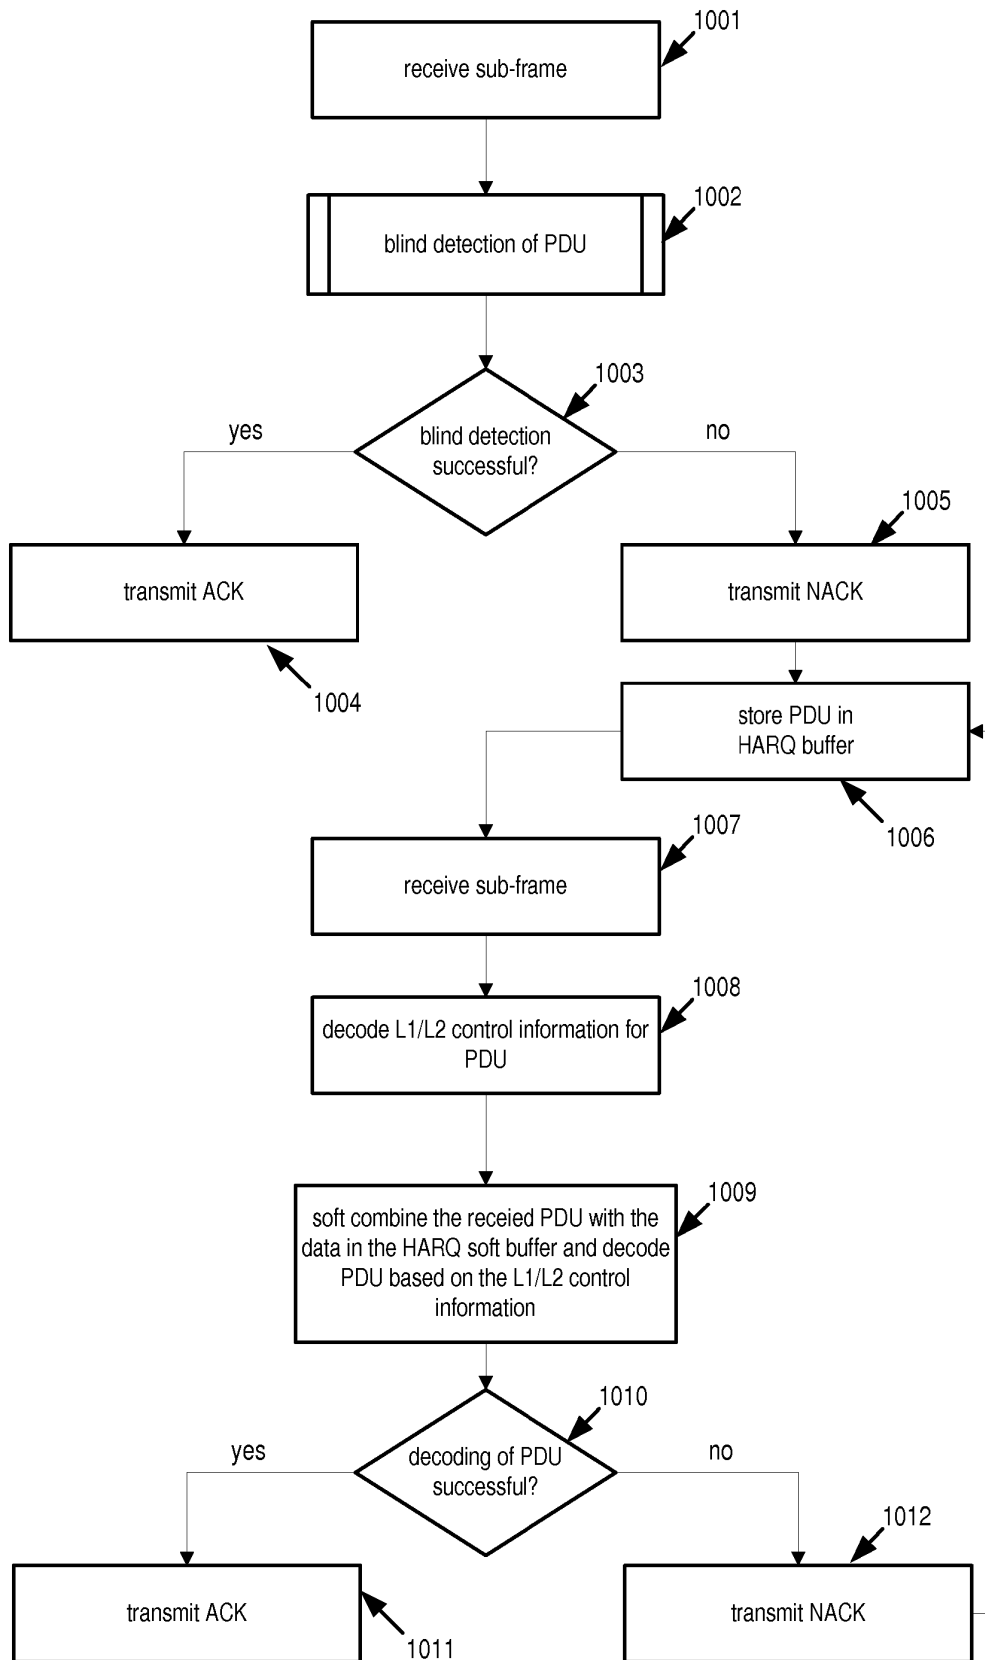 1001
receive sub-frame
1002
blind detection of PDU
1003
blind detection
successful?
yes
no
1005
transmit ACK
transmit NACK
1004
store PDU in
HARQ buffer
1006
1007
receive sub-frame
1008
decode L1/L2 control information for
PDU
1009
soft combine the receied PDU with the
data in the HARQ soft buffer and decode
PDU based on the L1/L2 control
information
1010
decoding of PDU
successful?
yes
no
1012
transmit ACK
transmit NACK
1011